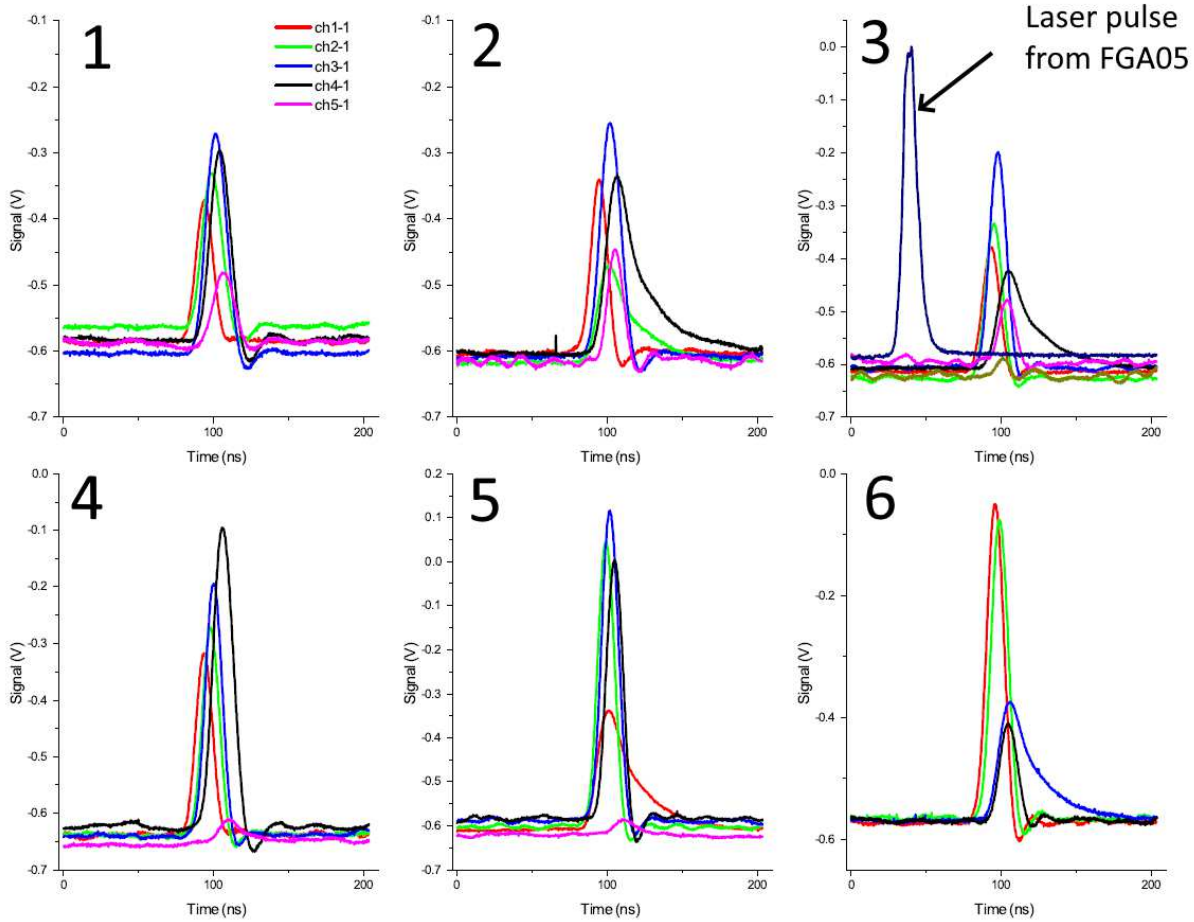 1
-0.1
-0.2
-0.3
-0.4
-0.5
-0.6
-0.7
Signal (V)
0 100 200
Time (ns)
ch1-1
ch2-1
ch3-1
ch4-1
ch5-1
2
-0.1
-0.2
-0.3
-0.4
-0.5
-0.6
-0.7
Signal (V)
0 100 200
Time (ns)
3
Laser pulse
from FGA05
0.0
-0.1
-0.2
-0.3
-0.4
-0.5
-0.6
-0.7
Signal (V)
0 100 200
Time (ns)
4
0.0
-0.1
-0.2
-0.3
-0.4
-0.5
-0.6
-0.7
Signal (V)
0 100 200
Time (ns)
5
0.2
0.1
0.0
-0.1
-0.2
-0.3
-0.4
-0.5
-0.6
-0.7
Signal (V)
0 100 200
Time (ns)
6
0.0
-0.2
-0.4
-0.6
Signal (V)
0 100 200
Time (ns)